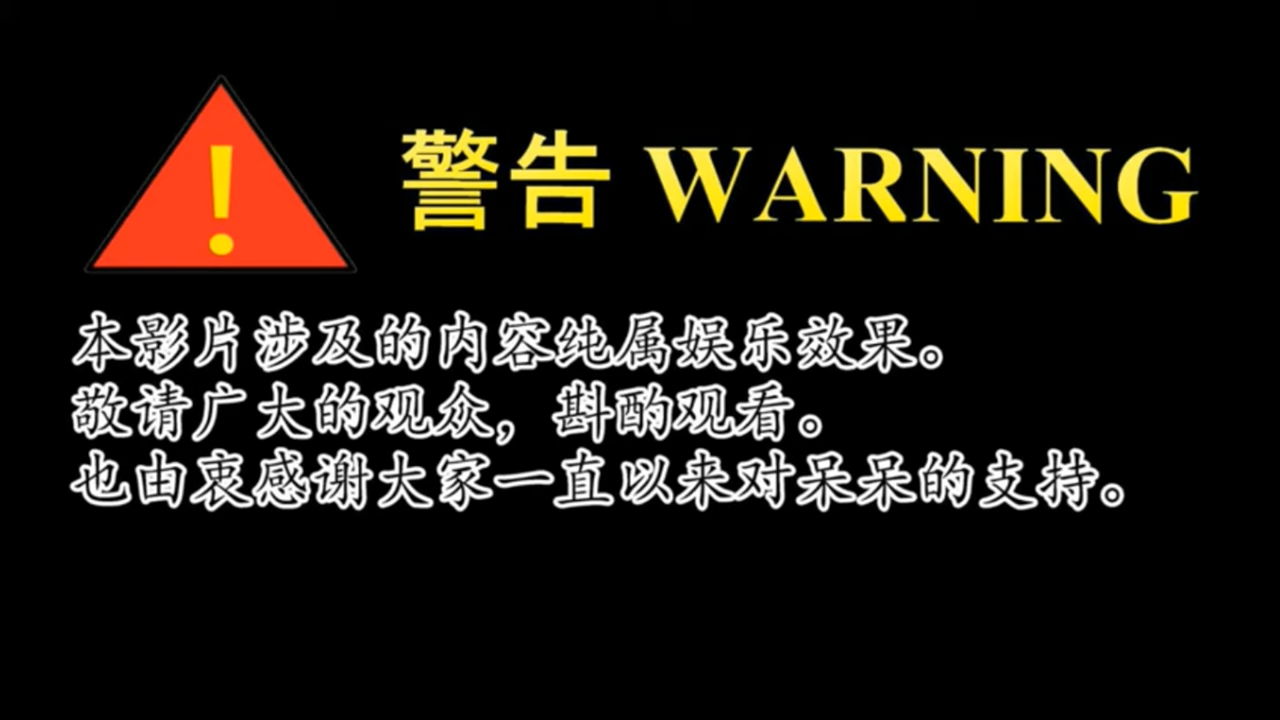 警告 WARNING
本影片涉及的内容纯属娱乐效果。
敬请广大的观众，斟酌观看。
也由衷感谢大家一直以来对呆呆的支持。